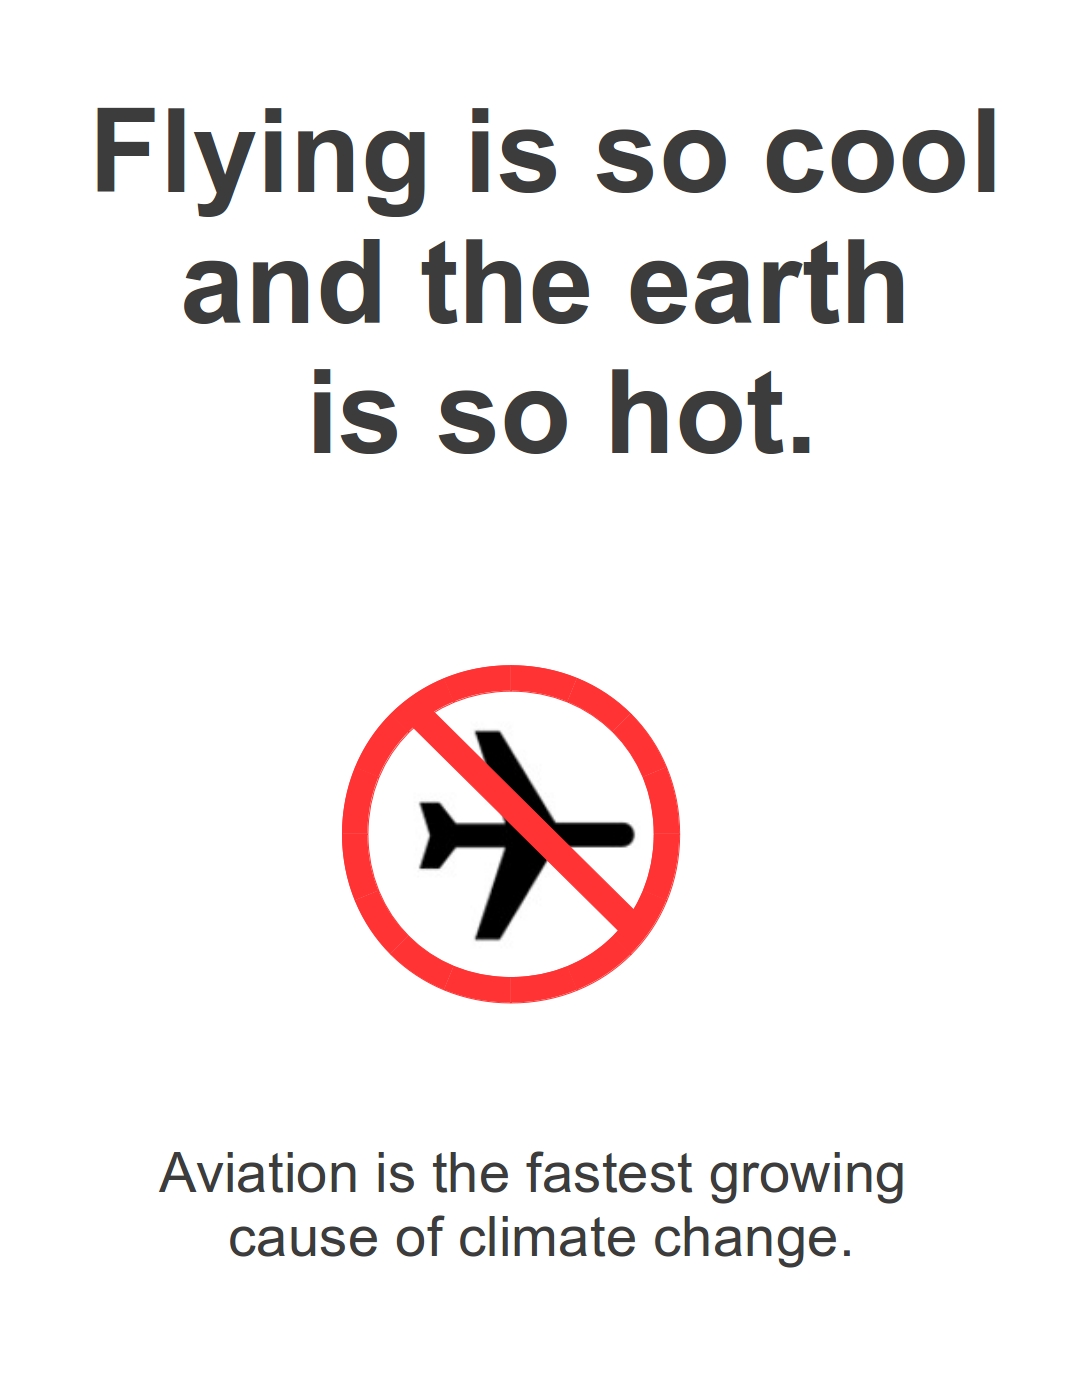 Flying is so cool
and the earth
is so hot.
Aviation is the fastest growing
cause of climate change.